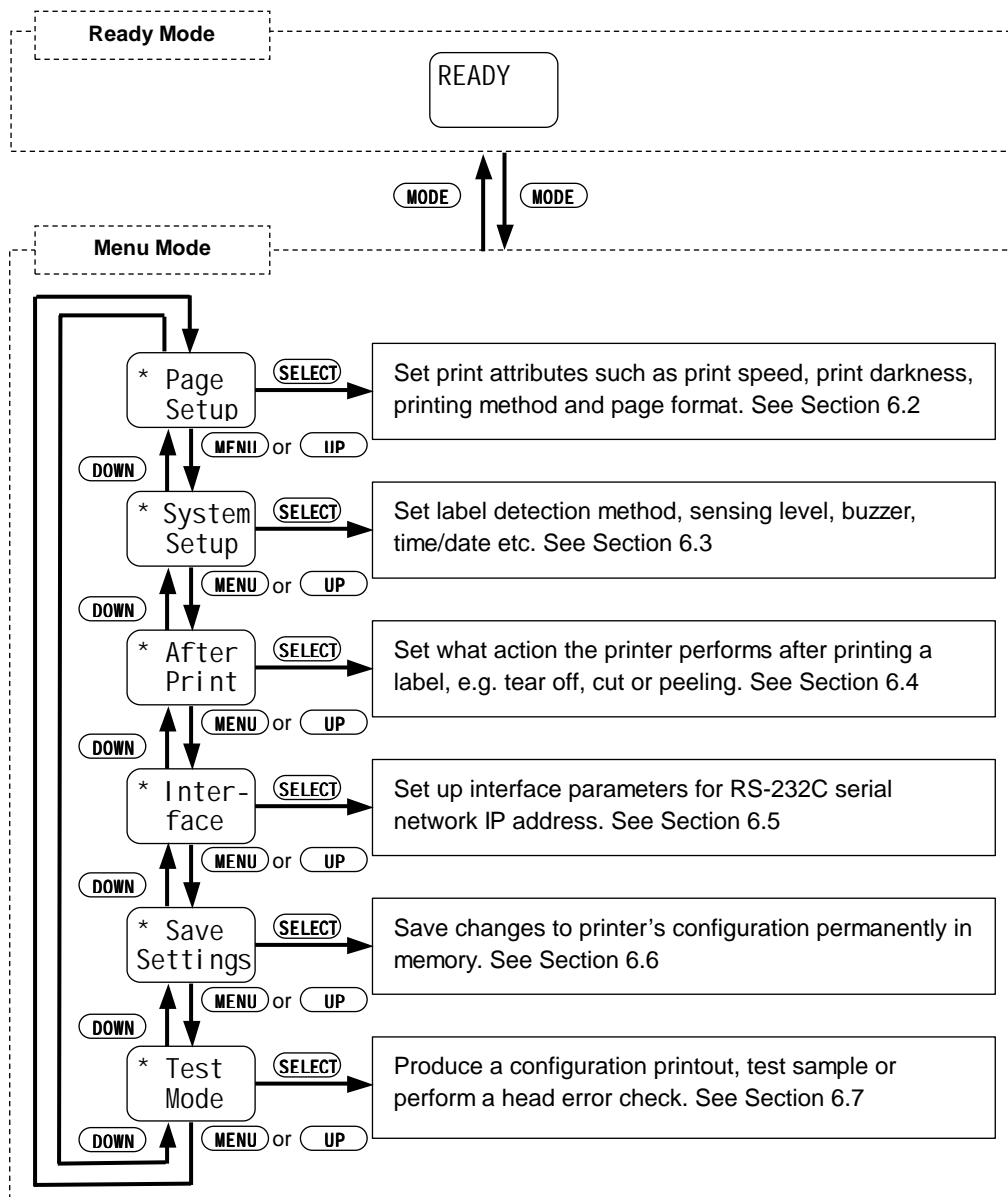 Ready Mode
READY
MODE
MODE
Menu Mode
* Page
Setup
SELECT
Set print attributes such as print speed, print darkness,
printing method and page format. See Section 6.2
MENU or UP
DOWN
* System
Setup
SELECT
Set label detection method, sensing level, buzzer,
time/date etc. See Section 6.3
MENU or UP
DOWN
* After
Print
SELECT
Set what action the printer performs after printing a
label, e.g. tear off, cut or peeling. See Section 6.4
MENU or UP
DOWN
* Inter-
face
SELECT
Set up interface parameters for RS-232C serial
network IP address. See Section 6.5
MENU or UP
DOWN
* Save
Settings
SELECT
Save changes to printer’s configuration permanently in
memory. See Section 6.6
MENU or UP
DOWN
* Test
Mode
SELECT
Produce a configuration printout, test sample or
perform a head error check. See Section 6.7
DOWN
MENU or UP